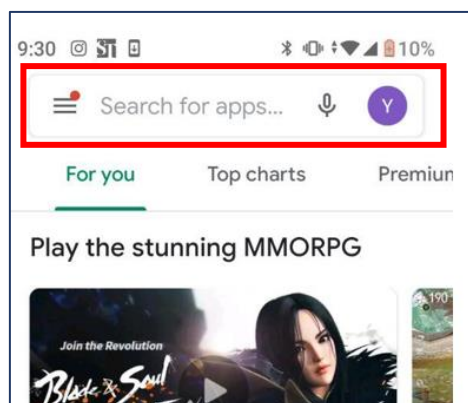 9:30 10%
Search for apps... Y
For you Top charts Premium
Play the stunning MMORPG
190
Join the Revolution
Blade & Soul